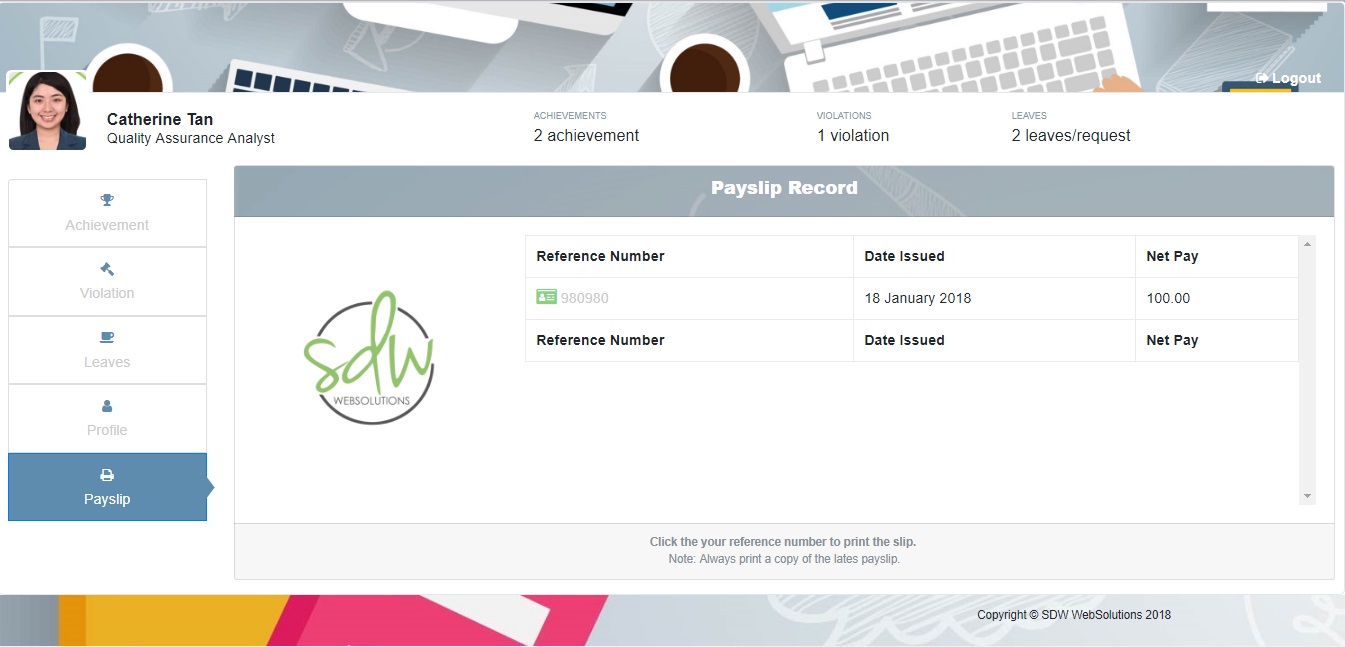 Logout
Catherine Tan
Quality Assurance Analyst
ACHIEVEMENTS
2 achievement
VIOLATIONS
1 violation
LEAVES
2 leaves/request
Achievement
Violation
Leaves
Profile
Payslip
Payslip Record
sdw
WEBSOLUTIONS
Reference Number Date Issued Net Pay
980980 18 January 2018 100.00
Reference Number Date Issued Net Pay
Click the your reference number to print the slip.
Note: Always print a copy of the lates payslip.
Copyright © SDW WebSolutions 2018